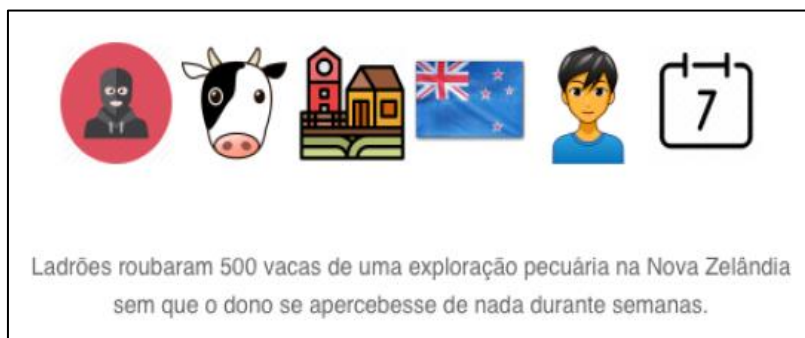 7
Ladrões roubaram 500 vacas de uma exploração pecuária na Nova Zelândia
sem que o dono se apercebesse de nada durante semanas.